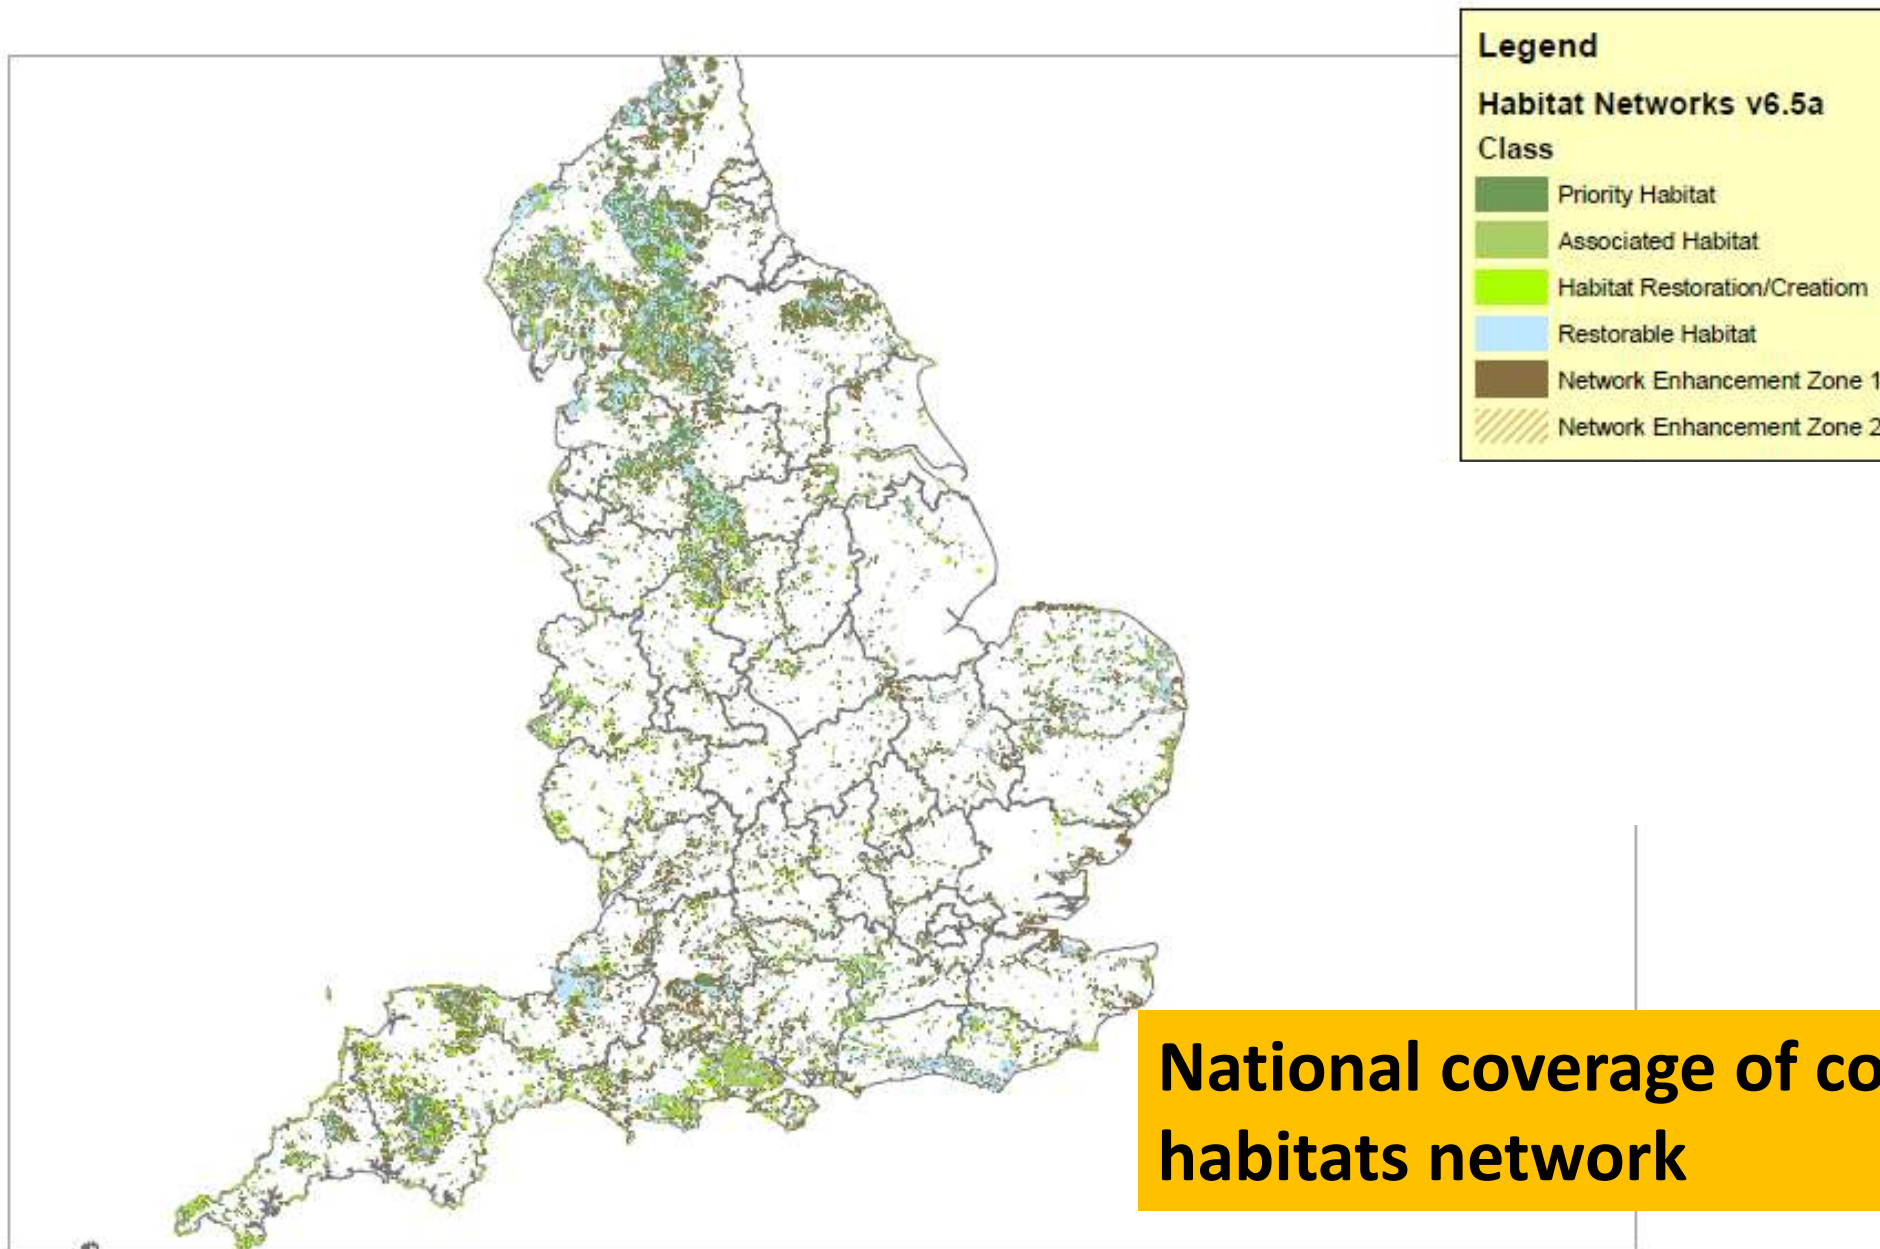 Legend
Habitat Networks v6.5a
Class
Priority Habitat
Associated Habitat
Habitat Restoration/Creatiom
Restorable Habitat
Network Enhancement Zone 1
Network Enhancement Zone 2
National coverage of co
habitats network